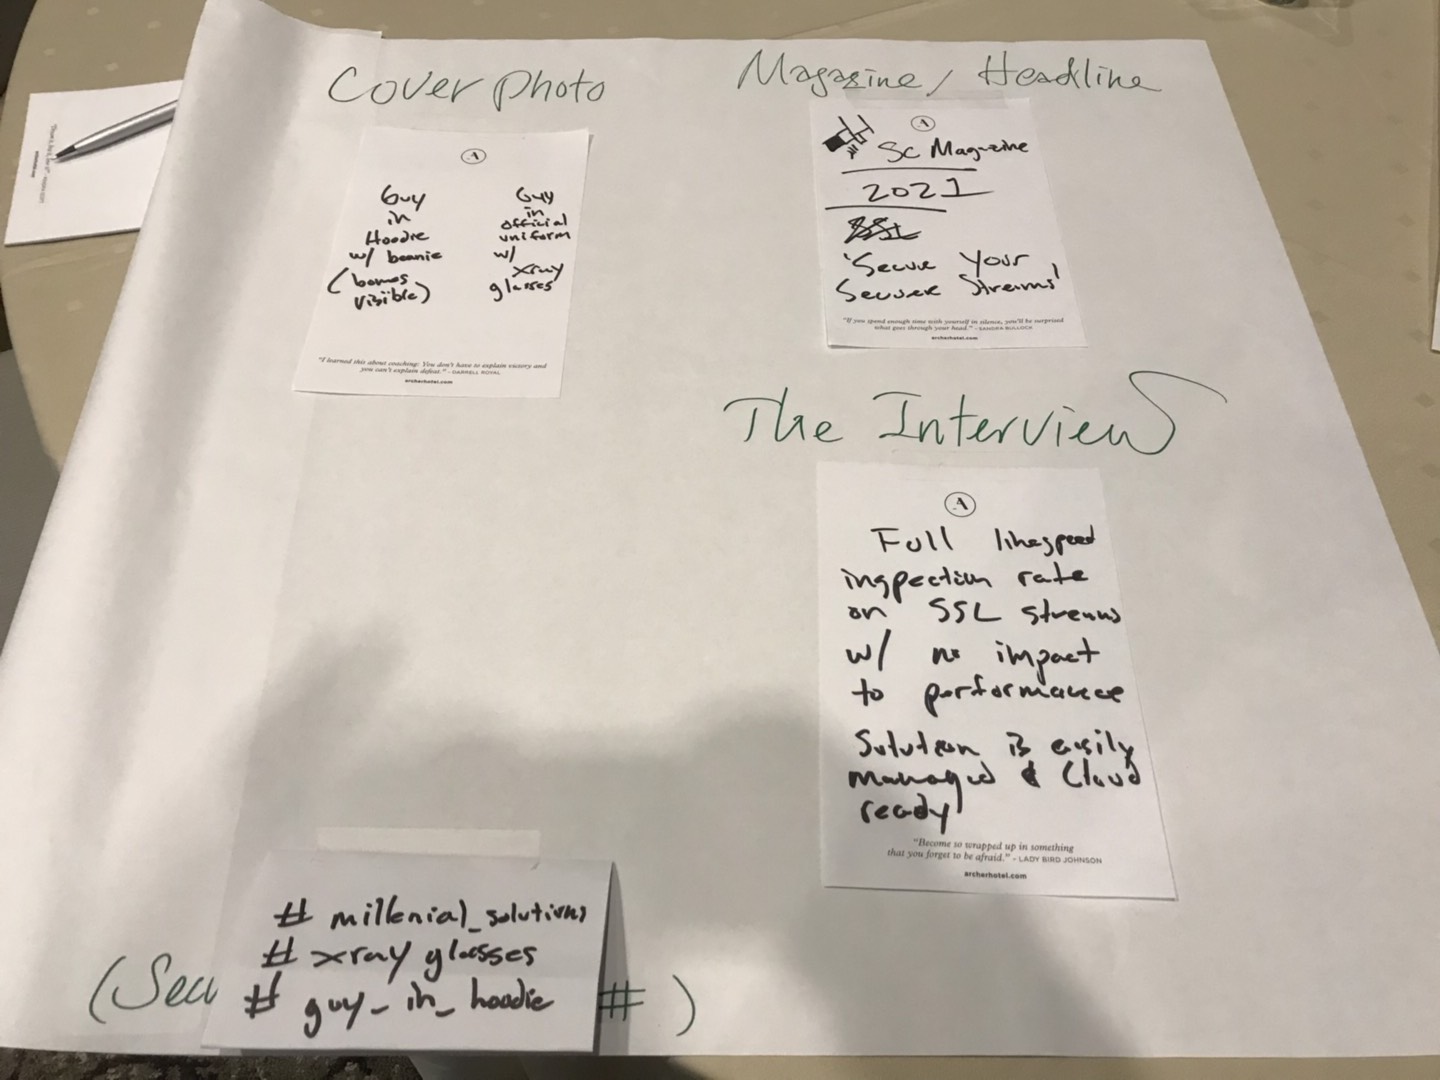 Cover Photo
Guy
in
Hoodie
w/ beanie
(bones
visible)
Guy
in
official
uniform
w/
xray
glasses
"I learned this about coaching: You don't have to explain victory and
you can't explain defeat." - DARRELL ROYAL
archerhotel.com
Magazine/ Headline
A
SC Magazine
2021
'Secure Your
Secure Streams'
"If you spend enough time with yourself in silence, you'll be surprised
what goes through your head." - SANDRA BULLOCK
archerhotel.com
The Interview
A
Full linespeed
inspection rate
on SSL streams
w/ no impact
to performance
Solution is easily
managed & Cloud
ready
"Become so wrapped up in something
that you forget to be afraid." - LADY BIRD JOHNSON
archerhotel.com
# millenial_solutions
# xray glasses
# guy_in_hoodie
(Secu
#)